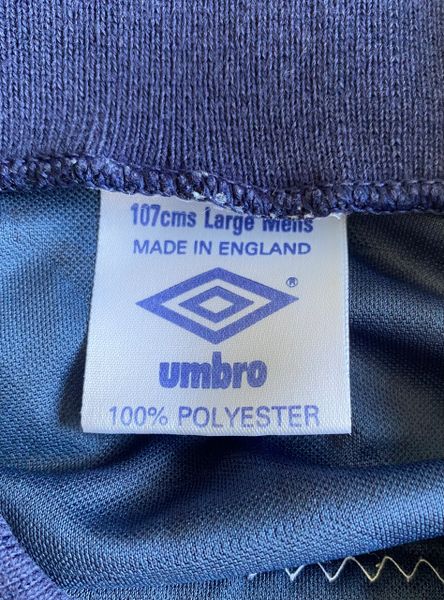 107cms Large Mens
MADE IN ENGLAND
®
umbro
100% POLYESTER